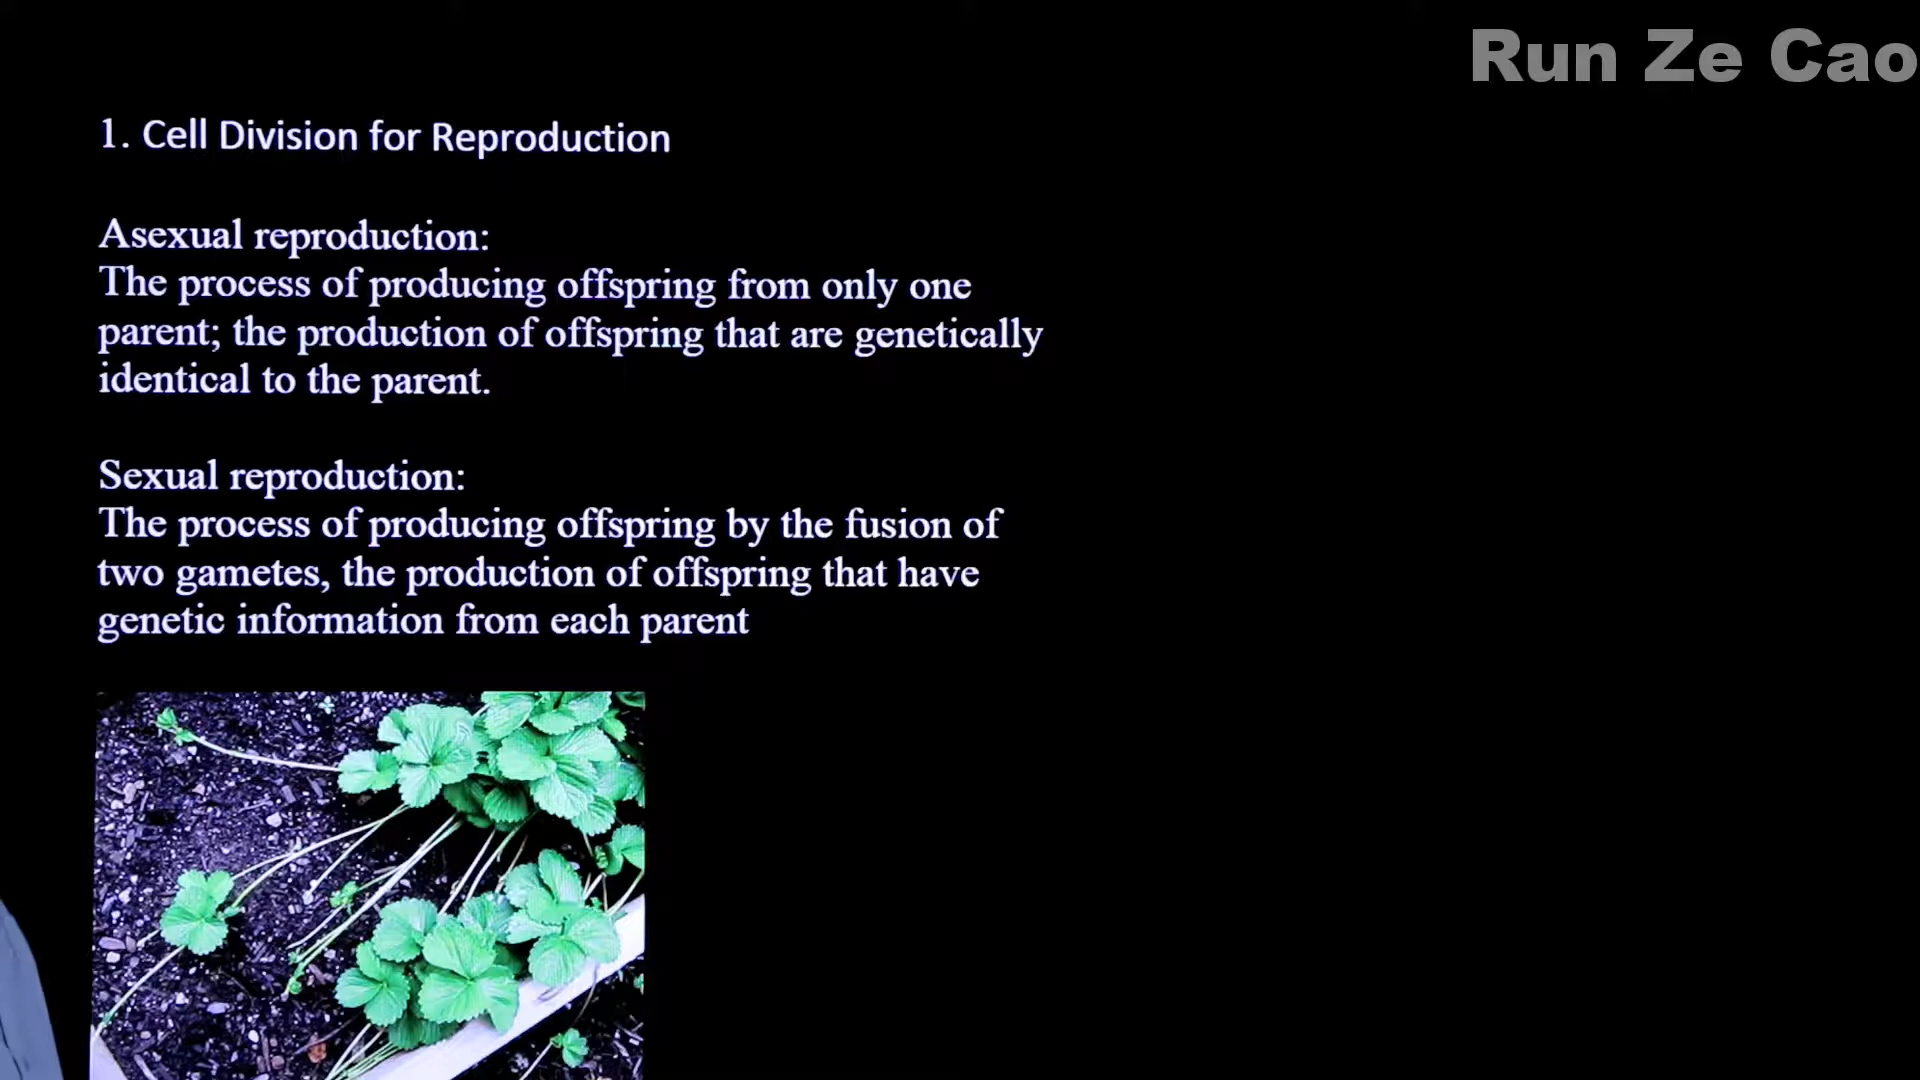 Run Ze Cao
1. Cell Division for Reproduction
Asexual reproduction:
The process of producing offspring from only one
parent; the production of offspring that are genetically
identical to the parent.
Sexual reproduction:
The process of producing offspring by the fusion of
two gametes, the production of offspring that have
genetic information from each parent